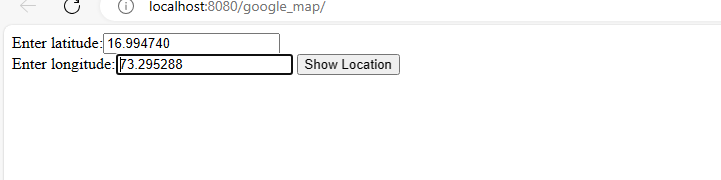 localhost:8080/google_map/
Enter latitude: 16.994740
Enter longitude: 73.295288 Show Location